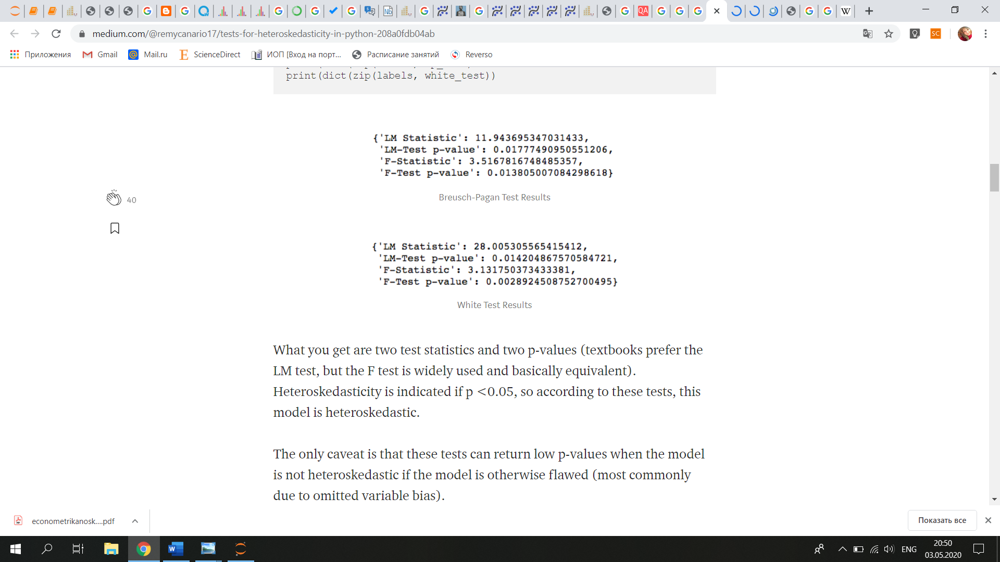 medium.com/@remycanario17/tests-for-heteroskedasticity-in-python-208a0fdb04ab
Приложения
Gmail
Mail.ru
ScienceDirect
ИОП [Вход на порт...
Расписание занятий
Reverso
print(dict(zip(labels, white_test))
{'LM Statistic': 11.943695347031433,
'LM-Test p-value': 0.01777490950551206,
'F-Statistic': 3.5167816748485357,
'F-Test p-value': 0.013805007084298618}
Breusch-Pagan Test Results
40
{'LM Statistic': 28.005305565415412,
'LM-Test p-value': 0.014204867570584721,
'F-Statistic': 3.131750373433381,
'F-Test p-value': 0.0028924508752700495}
White Test Results
What you get are two test statistics and two p-values (textbooks prefer the
LM test, but the F test is widely used and basically equivalent).
Heteroskedasticity is indicated if p <0.05, so according to these tests, this
model is heteroskedastic.
The only caveat is that these tests can return low p-values when the model
is not heteroskedastic if the model is otherwise flawed (most commonly
due to omitted variable bias).
econometrikanosk....pdf
Показать все
ENG
20:50
03.05.2020